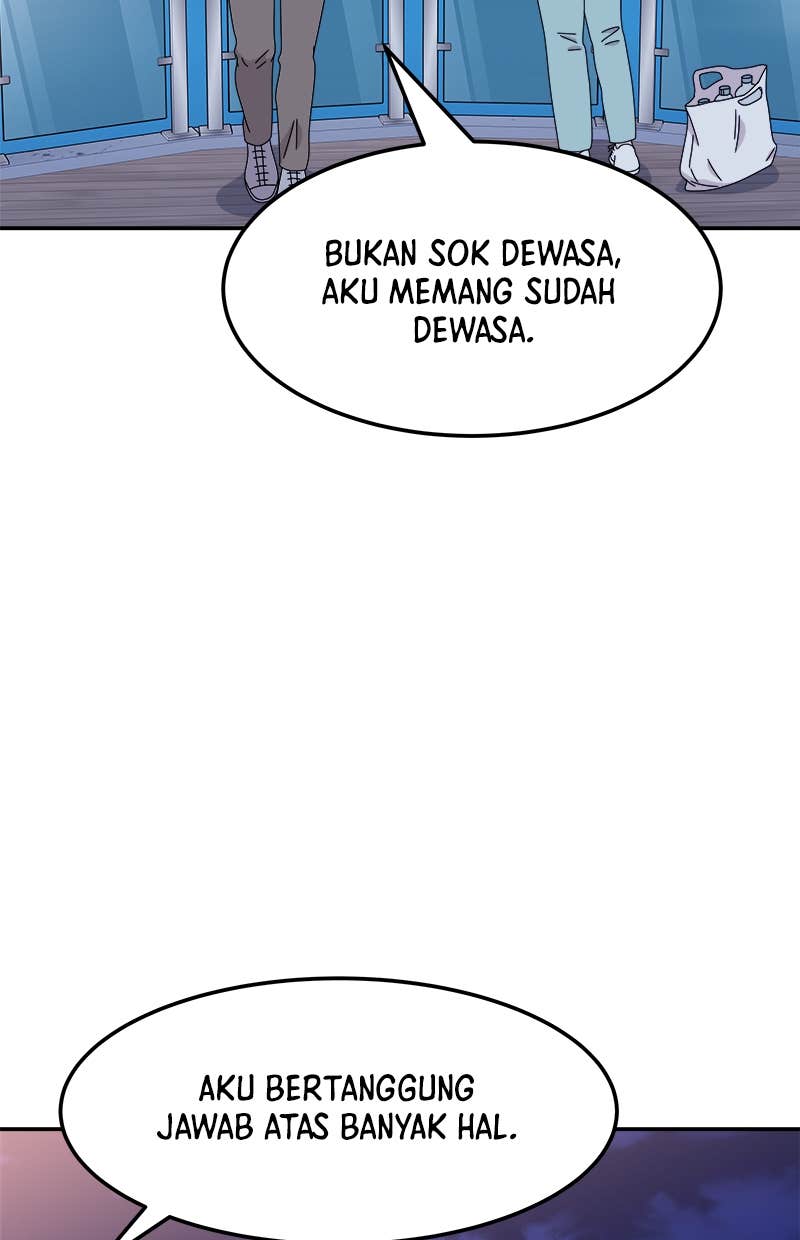 BUKAN SOK DEWASA,
AKU MEMANG SUDAH
DEWASA.
AKU BERTANGGUNG
JAWAB ATAS BANYAK HAL.